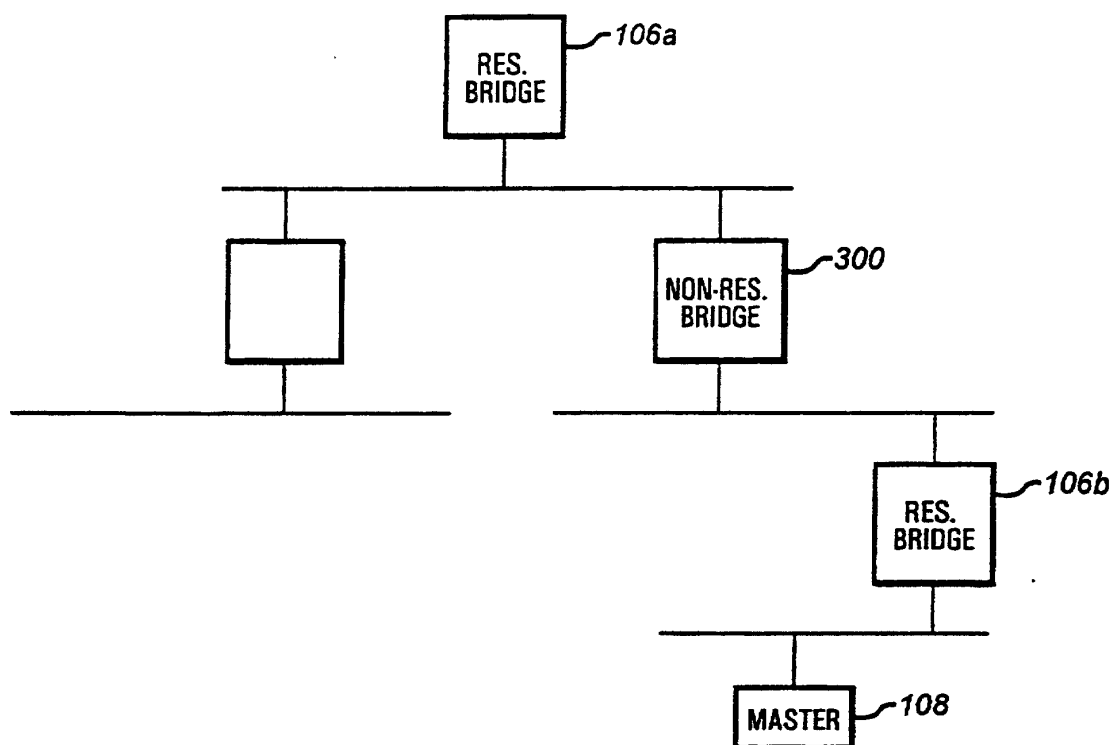 106a
RES.
BRIDGE
300
NON-RES.
BRIDGE
106b
RES.
BRIDGE
MASTER
108